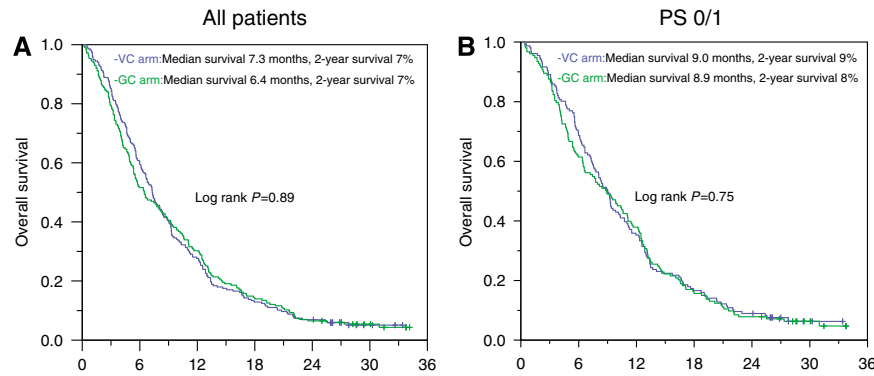 All patients
A
-VC arm:Median survival 7.3 months, 2-year survival 7%
-GC arm:Median survival 6.4 months, 2-year survival 7%
Log rank P=0.89
Overall survival
1.0
0.8
0.6
0.4
0.2
0.0
0 6 12 18 24 30 36
PS 0/1
B
-VC arm:Median survival 9.0 months, 2-year survival 9%
-GC arm:Median survival 8.9 months, 2-year survival 8%
Log rank P=0.75
Overall survival
1.0
0.8
0.6
0.4
0.2
0.0
0 6 12 18 24 30 36